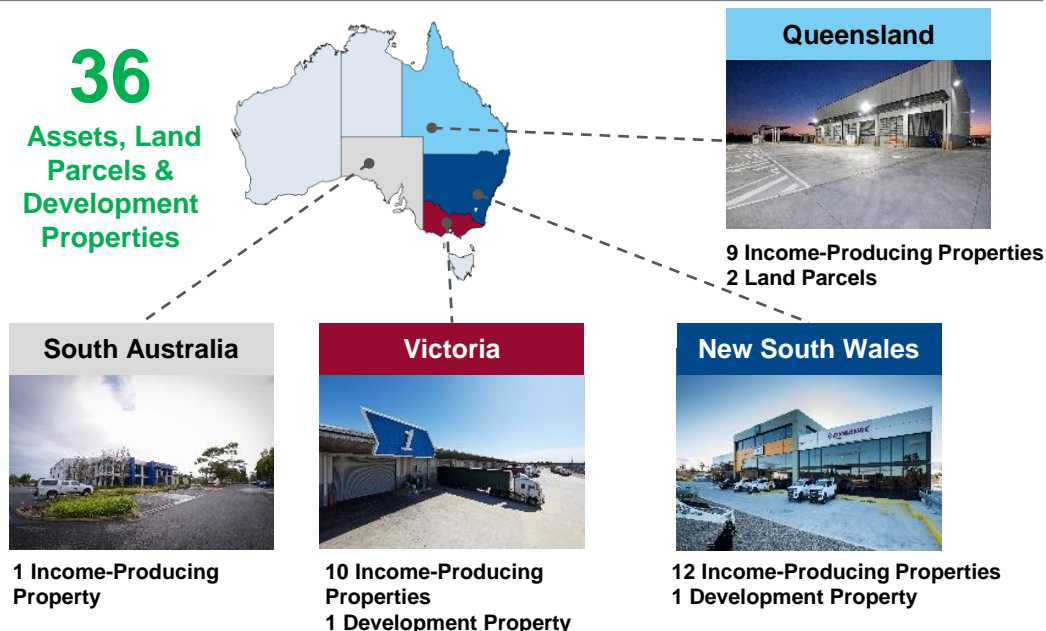 36
Assets, Land
Parcels &
Development
Properties
Queensland
9 Income-Producing Properties
2 Land Parcels
South Australia
1 Income-Producing
Property
Victoria
1
10 Income-Producing
Properties
1 Development Property
New South Wales
12 Income-Producing Properties
1 Development Property